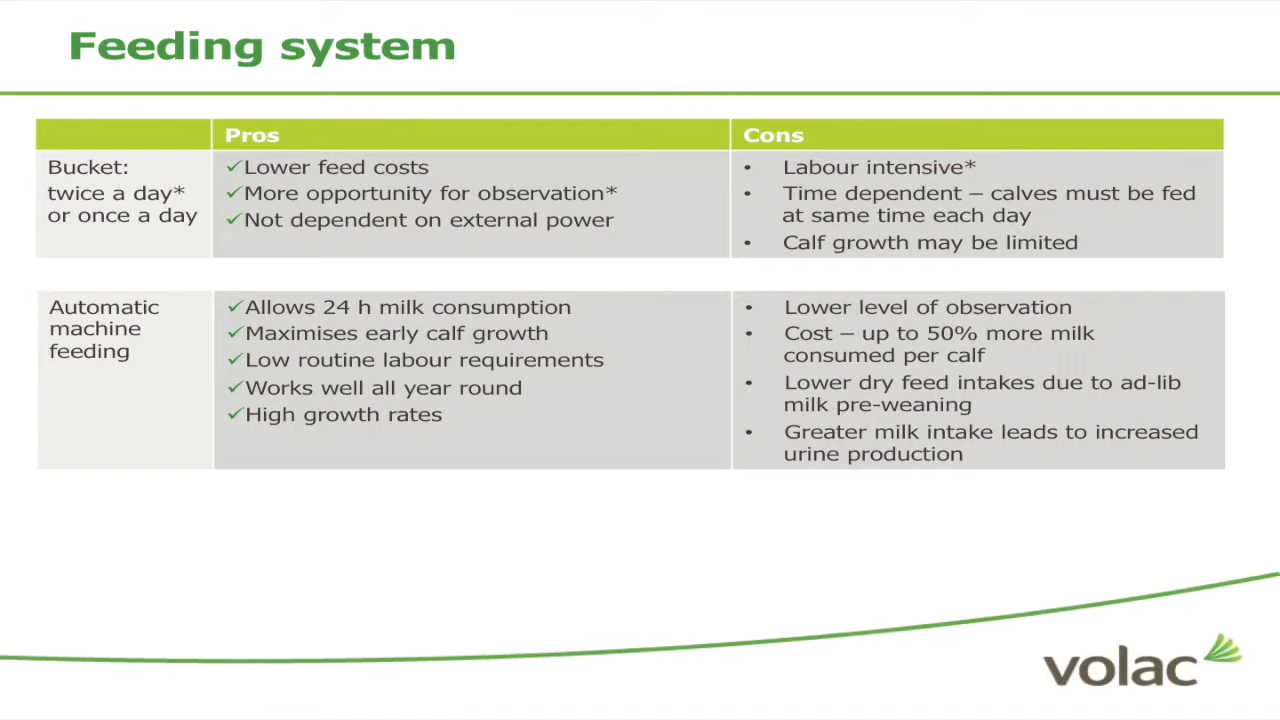 Feeding system
Pros
Cons
Bucket:
twice a day*
or once a day
✓Lower feed costs
✓More opportunity for observation*
✓Not dependent on external power
• Labour intensive*
• Time dependent – calves must be fed
at same time each day
• Calf growth may be limited
Automatic
machine
feeding
✓Allows 24 h milk consumption
✓Maximises early calf growth
✓Low routine labour requirements
✓Works well all year round
✓High growth rates
• Lower level of observation
• Cost – up to 50% more milk
consumed per calf
• Lower dry feed intakes due to ad-lib
milk pre-weaning
• Greater milk intake leads to increased
urine production
volac